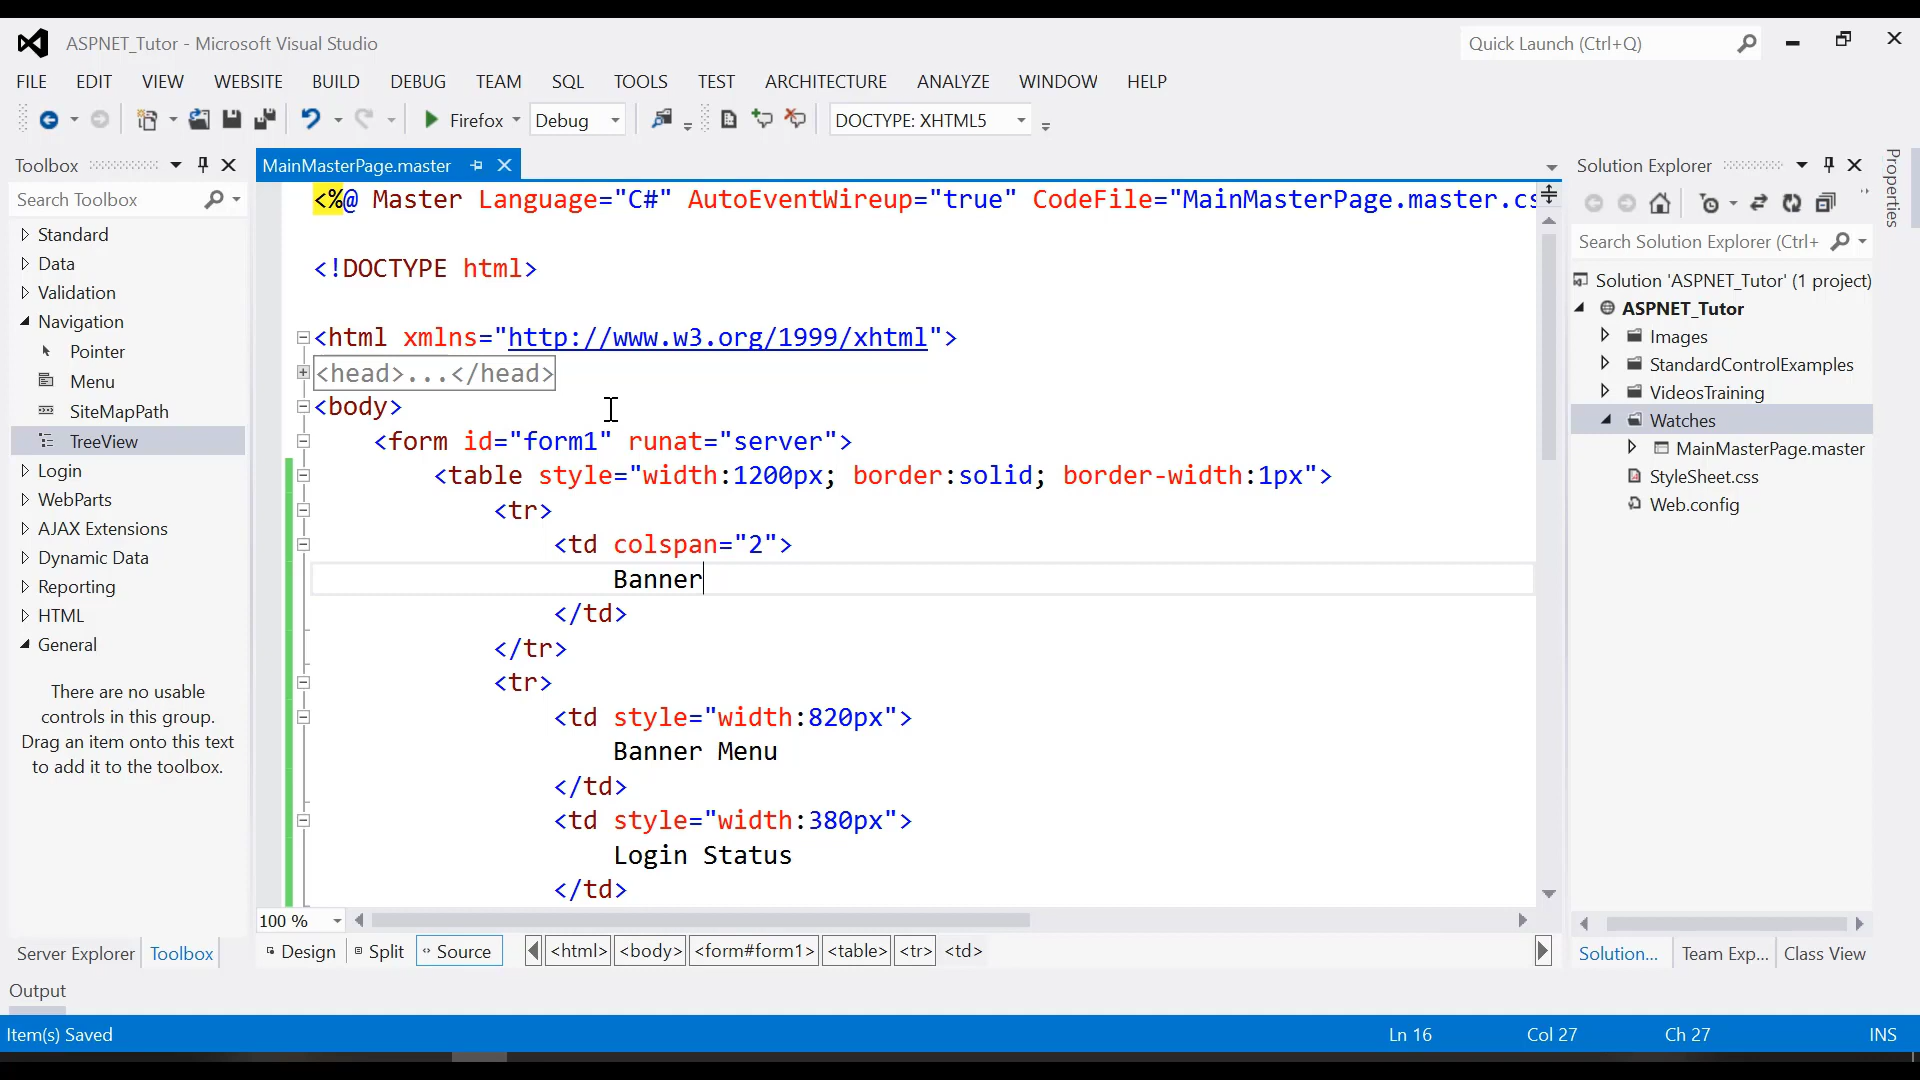 ASPNET_Tutor - Microsoft Visual Studio
Quick Launch (Ctrl+Q)
FILE EDIT VIEW WEBSITE BUILD DEBUG TEAM SQL TOOLS TEST ARCHITECTURE ANALYZE WINDOW HELP
Firefox Debug DOCTYPE: XHTML5
Toolbox
Search Toolbox
Standard
Data
Validation
Navigation
Pointer
Menu
SiteMapPath
TreeView
Login
WebParts
AJAX Extensions
Dynamic Data
Reporting
HTML
General
There are no usable
controls in this group.
Drag an item onto this text
to add it to the toolbox.
Server Explorer Toolbox
MainMasterPage.master
<%@ Master Language="C#" AutoEventWireup="true" CodeFile="MainMasterPage.master.cs
<!DOCTYPE html>
<html xmlns="http://www.w3.org/1999/xhtml">
<head>...</head>
<body>
<form id="form1" runat="server">
<table style="width:1200px; border:solid; border-width:1px">
<tr>
<td colspan="2">
Banner
</td>
</tr>
<tr>
<td style="width:820px">
Banner Menu
</td>
<td style="width:380px">
Login Status
</td>
100 %
Design Split Source <html> <body> <form#form1> <table> <tr> <td>
Solution Explorer
Search Solution Explorer (Ctrl+
Solution 'ASPNET_Tutor' (1 project)
ASPNET_Tutor
Images
StandardControlExamples
VideosTraining
Watches
MainMasterPage.master
StyleSheet.css
Web.config
Solution... Team Exp... Class View
Properties
Output
Item(s) Saved Ln 16 Col 27 Ch 27 INS